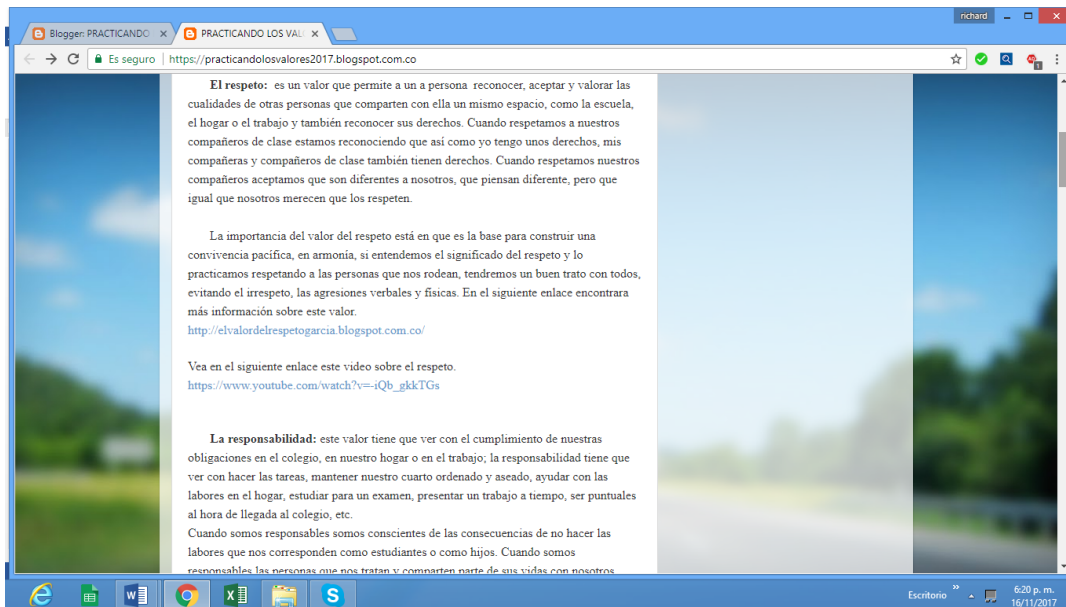 richard
Blogger: PRACTICANDO
PRACTICANDO LOS VAL
Es seguro
https://practicandolosvalores2017.blogspot.com.co
El respeto: es un valor que permite a un a persona reconocer, aceptar y valorar las
cualidades de otras personas que comparten con ella un mismo espacio, como la escuela,
el hogar o el trabajo y también reconocer sus derechos. Cuando respetamos a nuestros
compañeros de clase estamos reconociendo que así como yo tengo unos derechos, mis
compañeras y compañeros de clase también tienen derechos. Cuando respetamos nuestros
compañeros aceptamos que son diferentes a nosotros, que piensan diferente, pero que
igual que nosotros merecen que los respeten.
La importancia del valor del respeto está en que es la base para construir una
convivencia pacífica, en armonía, si entendemos el significado del respeto y lo
practicamos respetando a las personas que nos rodean, tendremos un buen trato con todos,
evitando el irrespeto, las agresiones verbales y físicas. En el siguiente enlace encontrara
más información sobre este valor.
http://elvalordelrespetogarcia.blogspot.com.co/
Vea en el siguiente enlace este video sobre el respeto.
https://www.youtube.com/watch?v=-iQb_gkkTGs
La responsabilidad: este valor tiene que ver con el cumplimiento de nuestras
obligaciones en el colegio, en nuestro hogar o en el trabajo; la responsabilidad tiene que
ver con hacer las tareas, mantener nuestro cuarto ordenado y aseado, ayudar con las
labores en el hogar, estudiar para un examen, presentar un trabajo a tiempo, ser puntuales
al hora de llegada al colegio, etc.
Cuando somos responsables somos conscientes de las consecuencias de no hacer las
labores que nos corresponden como estudiantes o como hijos. Cuando somos
responsables las personas que nos tratan y comparten parte de sus vidas con nosotros
Escritorio
6:20 p. m.
16/11/2017